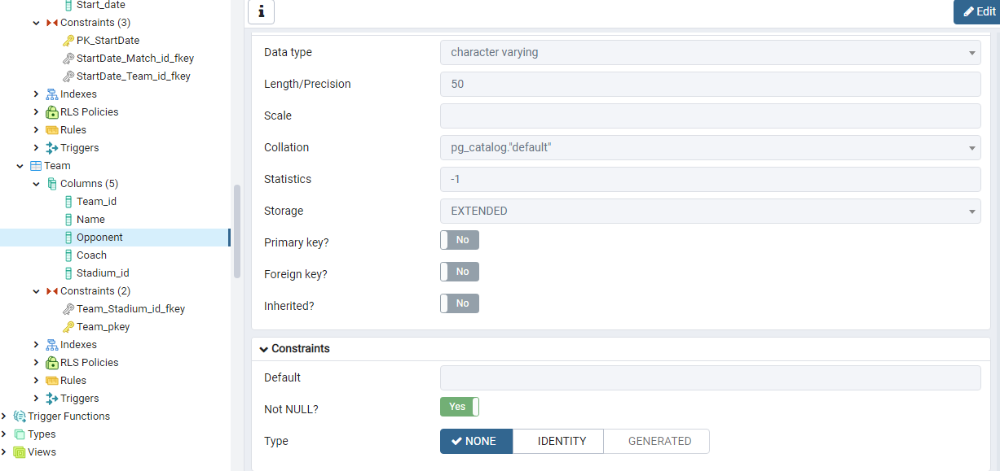 Start_date
Constraints (3)
PK_StartDate
StartDate_Match_id_fkey
StartDate_Team_id_fkey
Indexes
RLS Policies
Rules
Triggers
Team
Columns (5)
Team_id
Name
Opponent
Coach
Stadium_id
Constraints (2)
Team_Stadium_id_fkey
Team_pkey
Indexes
RLS Policies
Rules
Triggers
Trigger Functions
Types
Views
i
Edit
Data type character varying
Length/Precision 50
Scale
Collation pg_catalog."default"
Statistics -1
Storage EXTENDED
Primary key? No
Foreign key? No
Inherited? No
Constraints
Default
Not NULL? Yes
Type NONE IDENTITY GENERATED